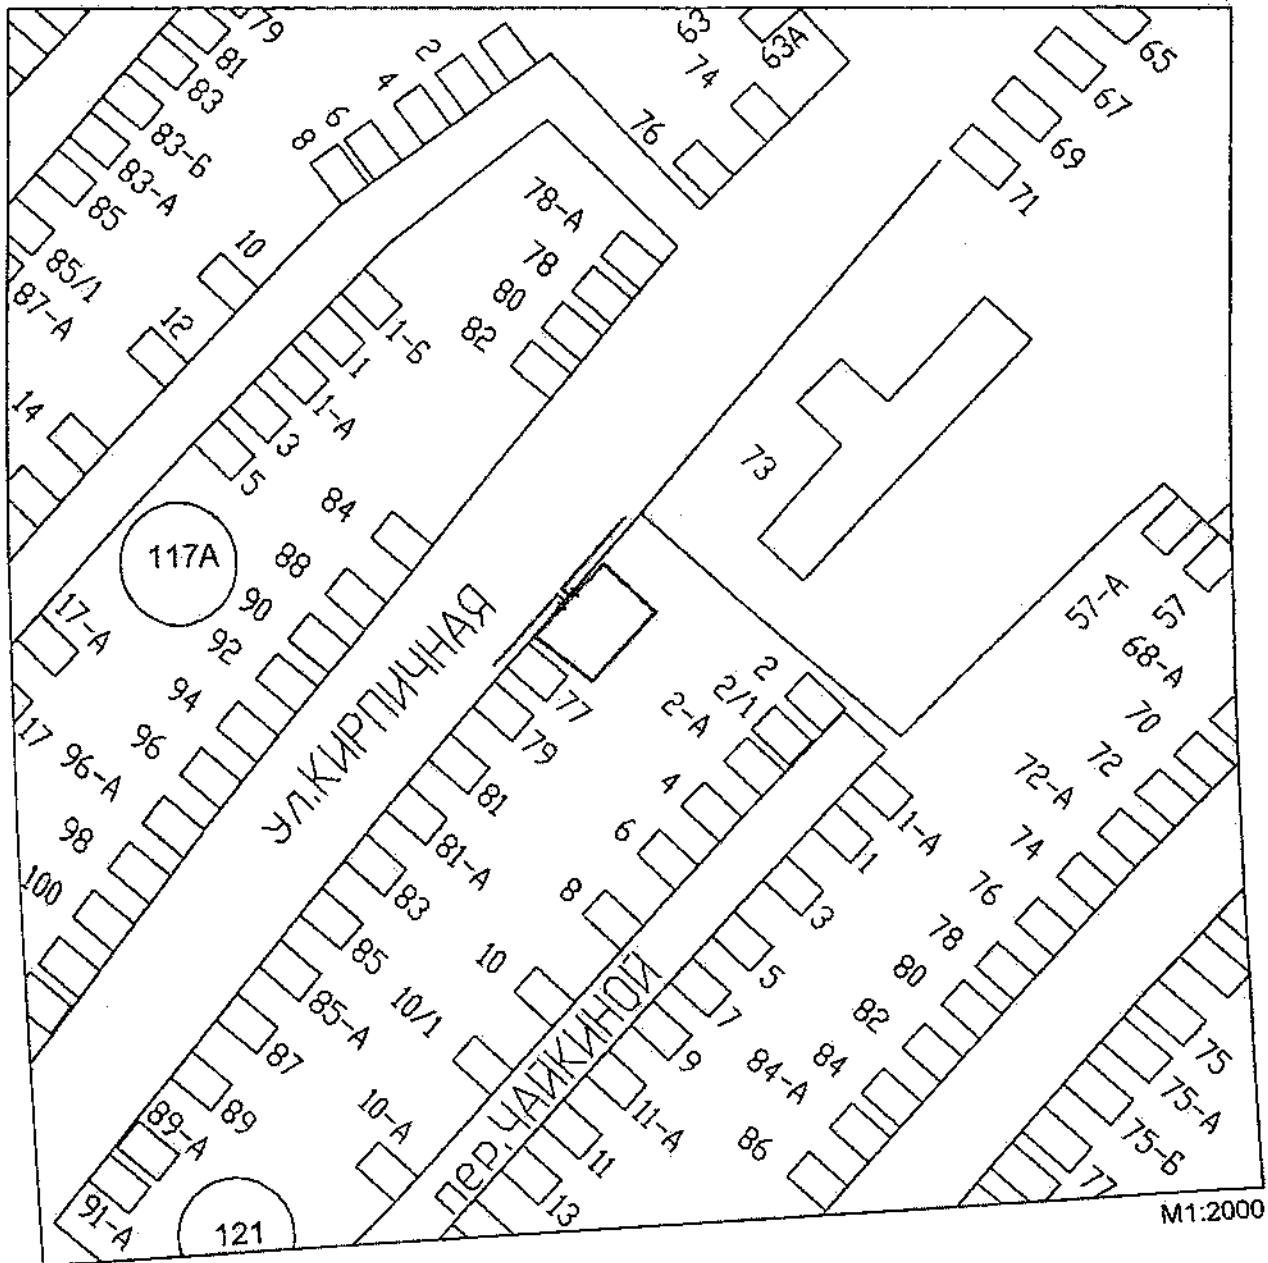 79
81
83
83-Б
83-А
85
85/1
87-А
2
4
6
8
10
12
14
63
63А
74
76
65
67
69
71
78-А
78
80
82
1-Б
1
1-А
3
5
73
117А
84
88
90
92
94
96
96-А
98
100
17-А
17
УЛ.КИРПИЧНАЯ
77
79
81
81-А
83
85
85-А
87
89
89-А
91-А
121
2
2/1
2-А
4
6
8
10
10/1
10-А
пер.ЧАЙКИНОЙ
1-А
1
3
5
7
9
11-А
11
13
57-А
57
68-А
70
72
72-А
74
76
78
80
82
84
84-А
86
75
75-А
75-Б
77
М1:2000